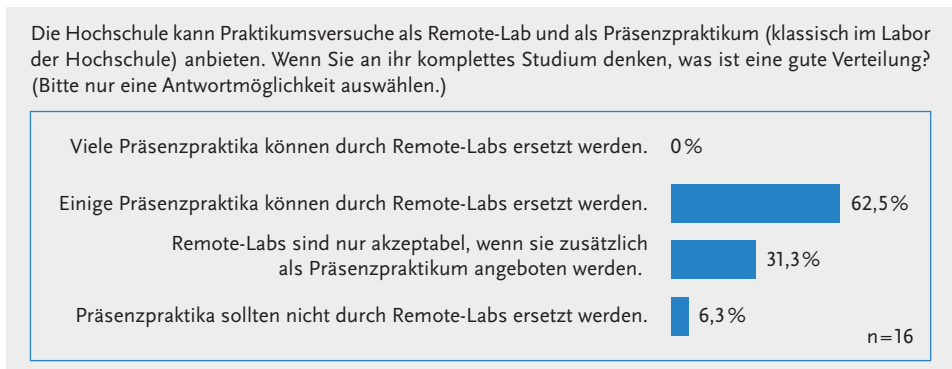 Die Hochschule kann Praktikumsversuche als Remote-Lab und als Präsenzpraktikum (klassisch im Labor
der Hochschule) anbieten. Wenn Sie an ihr komplettes Studium denken, was ist eine gute Verteilung?
(Bitte nur eine Antwortmöglichkeit auswählen.)
Viele Präsenzpraktika können durch Remote-Labs ersetzt werden. 0%
Einige Präsenzpraktika können durch Remote-Labs ersetzt werden. 62,5%
Remote-Labs sind nur akzeptabel, wenn sie zusätzlich
als Präsenzpraktikum angeboten werden. 31,3%
Präsenzpraktika sollten nicht durch Remote-Labs ersetzt werden. 6,3%
n=16